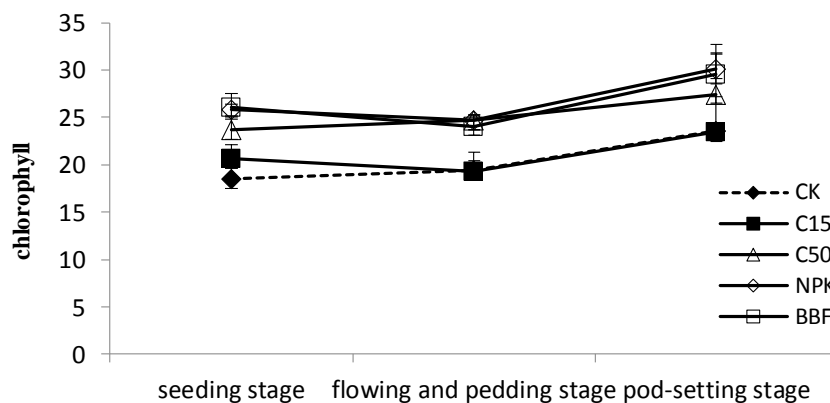 35
30
25
20
15
10
5
0
chlorophyll
CK
C15
C50
NPK
BBF
seeding stage flowing and pedding stage pod-setting stage